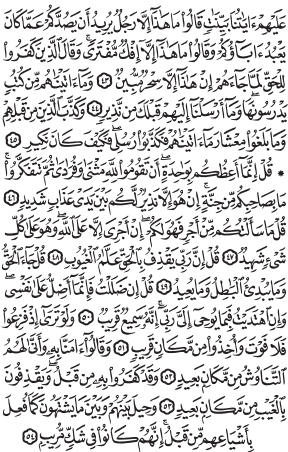 عَلَيْهِمْ ءَايَٰتُنَا بَيِّنَٰتٖ قَالُواْ مَا هَٰذَآ إِلَّا رَجُلٞ يُرِيدُ أَن يَصُدَّكُمْ عَمَّا كَانَ
يَعْبُدُ ءَابَآؤُكُمْ وَقَالُواْ مَا هَٰذَآ إِلَّآ إِفْكٞ مُّفْتَرٗىۚ وَقَالَ ٱلَّذِينَ كَفَرُواْ
لِلْحَقِّ لَمَّا جَآءَهُمْ إِنْ هَٰذَآ إِلَّا سِحْرٞ مُّبِينٞ ٤٣ وَمَآ ءَاتَيْنَٰهُم مِّن كُتُبٖ
يَدْرُسُونَهَاۖ وَمَآ أَرْسَلْنَآ إِلَيْهِمْ قَبْلَكَ مِن نَّذِيرٖ ٤٤ وَكَذَّبَ ٱلَّذِينَ مِن قَبْلِهِمْ
وَمَا بَلَغُواْ مِعْشَارَ مَآ ءَاتَيْنَٰهُمْ فَكَذَّبُواْ رُسُلِيۖ فَكَيْفَ كَانَ نَكِيرِ ٤٥
۞ قُلْ إِنَّمَآ أَعِظُكُم بِوَٰحِدَةٍۖ أَن تَقُومُواْ لِلَّهِ مَثْنَىٰ وَفُرَٰدَىٰ ثُمَّ تَتَفَكَّرُواْۚ
مَا بِصَاحِبِكُم مِّن جِنَّةٍۚ إِنْ هُوَ إِلَّا نَذِيرٞ لَّكُم بَيْنَ يَدَيْ عَذَابٖ شَدِيدٖ ٤٦
قُلْ مَا سَأَلْتُكُم مِّنْ أَجْرٖ فَهُوَ لَكُمْۖ إِنْ أَجْرِيَ إِلَّا عَلَى ٱللَّهِۖ وَهُوَ عَلَىٰ كُلِّ
شَيْءٖ شَهِيدٞ ٤٧ قُلْ إِنَّ رَبِّي يَقْذِفُ بِٱلْحَقِّ عَلَّٰمُ ٱلْغُيُوبِ ٤٨ قُلْ جَآءَ ٱلْحَقُّ
وَمَا يُبْدِئُ ٱلْبَٰطِلُ وَمَا يُعِيدُ ٤٩ قُلْ إِن ضَلَلْتُ فَإِنَّمَآ أَضِلُّ عَلَىٰ نَفْسِيۖ
وَإِنِ ٱهْتَدَيْتُ فَبِمَا يُوحِيٓ إِلَيَّ رَبِّيٓۚ إِنَّهُۥ سَمِيعٞ قَرِيبٞ ٥٠ وَلَوْ تَرَىٰٓ إِذْ فَزِعُواْ
فَلَا فَوْتَ وَأُخِذُواْ مِن مَّكَانٖ قَرِيبٖ ٥١ وَقَالُوٓاْ ءَامَنَّا بِهِۦ وَأَنَّىٰ لَهُمُ
ٱلتَّنَاوُشُ مِن مَّكَانِۭ بَعِيدٖ ٥٢ وَقَدْ كَفَرُواْ بِهِۦ مِن قَبْلُۖ وَيَقْذِفُونَ
بِٱلْغَيْبِ مِن مَّكَانِۭ بَعِيدٖ ٥٣ وَحِيلَ بَيْنَهُمْ وَبَيْنَ مَا يَشْتَهُونَ كَمَا فُعِلَ
بِأَشْيَاعِهِم مِّن قَبْلُۚ إِنَّهُمْ كَانُواْ فِي شَكّٖ مُّرِيبِۭ ٥٤